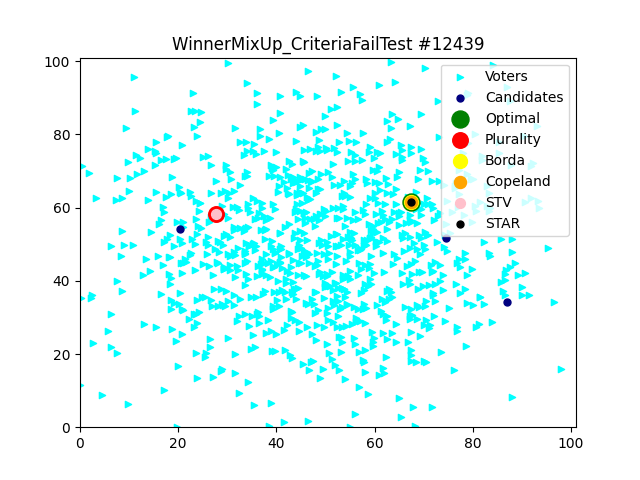 WinnerMixUp_CriteriaFailTest #12439
100
80
60
40
20
0
0
20
40
60
80
100
Voters
Candidates
Optimal
Plurality
Borda
Copeland
STV
STAR